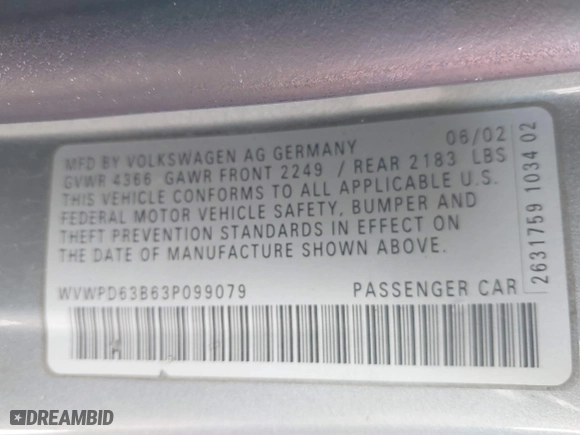 MFD BY VOLKSWAGEN AG GERMANY 06/02
GVWR 4366 GAWR FRONT 2249 / REAR 2183 LBS
THIS VEHICLE CONFORMS TO ALL APPLICABLE U.S.
FEDERAL MOTOR VEHICLE SAFETY, BUMPER AND
THEFT PREVENTION STANDARDS IN EFFECT ON
THE DATE OF MANUFACTURE SHOWN ABOVE.
WVWPD63B63P099079 PASSENGER CAR
2631759 1034 02
DREAMBID